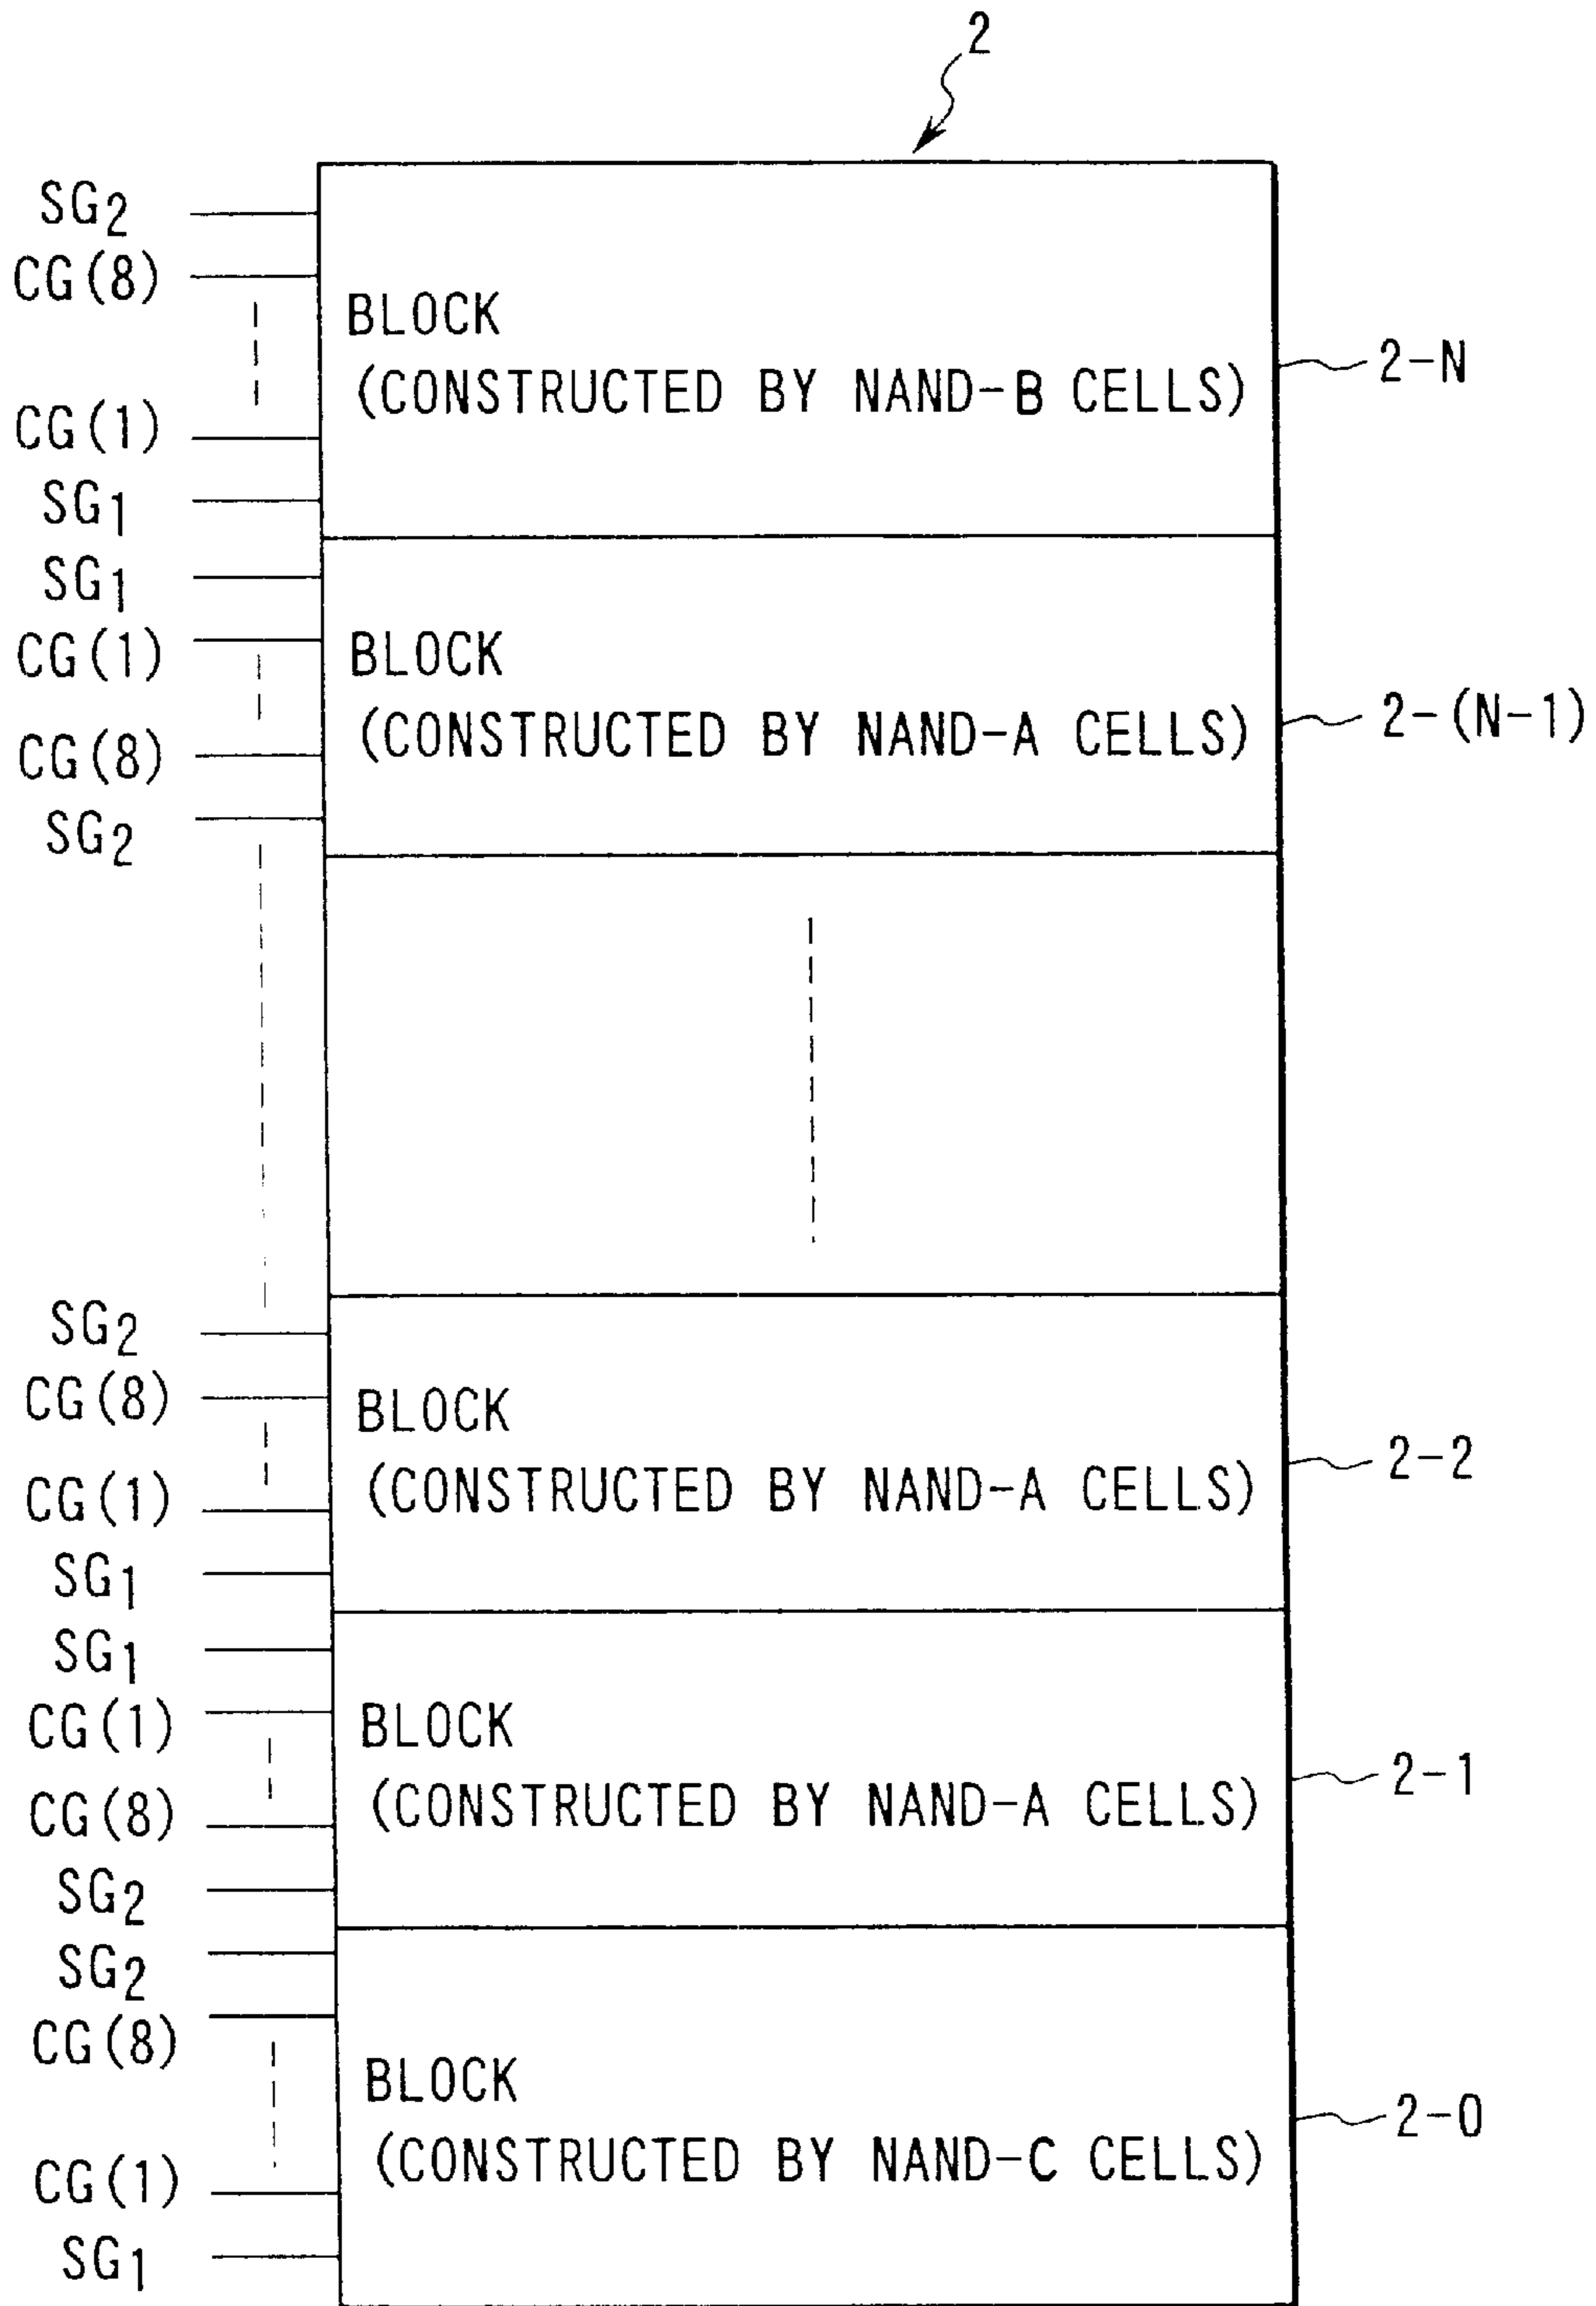 2
SG2
CG(8)
BLOCK
2-N
(CONSTRUCTED BY NAND-B CELLS)
CG(1)
SG1
SG1
CG(1)
BLOCK
2-(N-1)
(CONSTRUCTED BY NAND-A CELLS)
CG(8)
SG2
SG2
CG(8)
BLOCK
2-2
(CONSTRUCTED BY NAND-A CELLS)
CG(1)
SG1
SG1
CG(1)
BLOCK
2-1
(CONSTRUCTED BY NAND-A CELLS)
CG(8)
SG2
SG2
CG(8)
BLOCK
2-0
(CONSTRUCTED BY NAND-C CELLS)
CG(1)
SG1